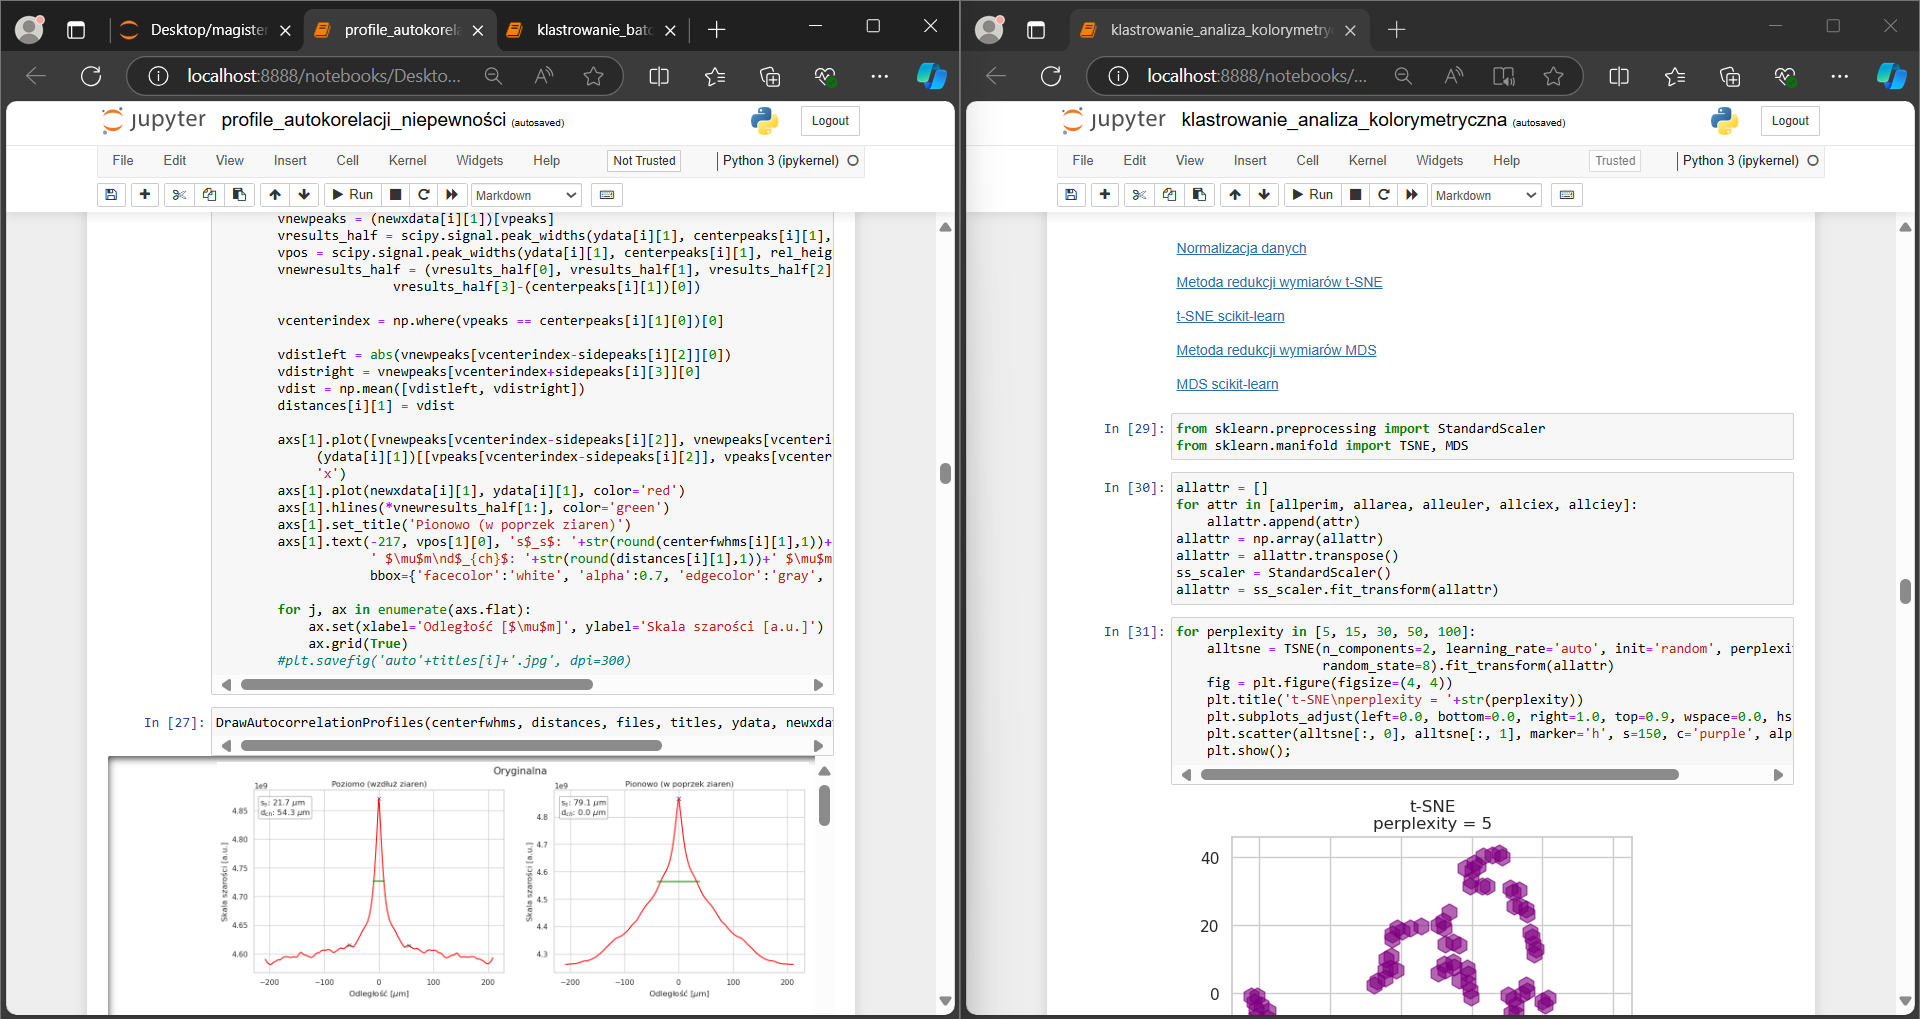 Desktop/magister
profile_autokorela
klastrowanie_batc
localhost:8888/notebooks/Deskto...
jupyter profile_autokorelacji_niepewności (autosaved)
Logout
File Edit View Insert Cell Kernel Widgets Help
Not Trusted
Python 3 (ipykernel)
Run
Markdown
vnewpeaks = (newxdata[i][1])[vpeaks]
vresults_half = scipy.signal.peak_widths(ydata[i][1], centerpeaks[i][1],
vpos = scipy.signal.peak_widths(ydata[i][1], centerpeaks[i][1], rel_heig
vnewresults_half = (vresults_half[0], vresults_half[1], vresults_half[2]
vresults_half[3]-(centerpeaks[i][1])[0])
vcenterindex = np.where(vpeaks == centerpeaks[i][1][0])[0]
vdistleft = abs(vnewpeaks[vcenterindex-sidepeaks[i][2]][0])
vdistright = vnewpeaks[vcenterindex+sidepeaks[i][3]][0]
vdist = np.mean([vdistleft, vdistright])
distances[i][1] = vdist
axs[1].plot([vnewpeaks[vcenterindex-sidepeaks[i][2]], vnewpeaks[vcenteri
(ydata[i][1])[[vpeaks[vcenterindex-sidepeaks[i][2]], vpeaks[vcenter
'x')
axs[1].plot(newxdata[i][1], ydata[i][1], color='red')
axs[1].hlines(*vnewresults_half[1:], color='green')
axs[1].set_title('Pionowo (w poprzek ziaren)')
axs[1].text(-217, vpos[1][0], 's$_s$: '+str(round(centerfwhms[i][1],1))+
' $\mu$m\nd$_{ch}$: '+str(round(distances[i][1],1))+' $\mu$m
bbox={'facecolor':'white', 'alpha':0.7, 'edgecolor':'gray',
for j, ax in enumerate(axs.flat):
ax.set(xlabel='Odległość [$\mu$m]', ylabel='Skala szarości [a.u.]')
ax.grid(True)
#plt.savefig('auto'+titles[i]+'.jpg', dpi=300)
In [27]: DrawAutocorrelationProfiles(centerfwhms, distances, files, titles, ydata, newxda
Oryginalna
1e9 Poziomo (wzdłuż ziaren)
s_s: 21.7 μm
d_ch: 54.3 μm
4.85
4.80
4.75
4.70
4.65
4.60
Skala szarości [a.u.]
−200 −100 0 100 200
Odległość [μm]
1e9 Pionowo (w poprzek ziaren)
s_s: 79.1 μm
d_ch: 0.0 μm
4.8
4.7
4.6
4.5
4.4
4.3
Skala szarości [a.u.]
−200 −100 0 100 200
Odległość [μm]
klastrowanie_analiza_kolorymetry
localhost:8888/notebooks/...
jupyter klastrowanie_analiza_kolorymetryczna (autosaved)
Logout
File Edit View Insert Cell Kernel Widgets Help
Trusted
Python 3 (ipykernel)
Run
Markdown
Normalizacja danych
Metoda redukcji wymiarów t-SNE
t-SNE scikit-learn
Metoda redukcji wymiarów MDS
MDS scikit-learn
In [29]: from sklearn.preprocessing import StandardScaler
from sklearn.manifold import TSNE, MDS
In [30]: allattr = []
for attr in [allperim, allarea, alleuler, allciex, allciey]:
allattr.append(attr)
allattr = np.array(allattr)
allattr = allattr.transpose()
ss_scaler = StandardScaler()
allattr = ss_scaler.fit_transform(allattr)
In [31]: for perplexity in [5, 15, 30, 50, 100]:
alltsne = TSNE(n_components=2, learning_rate='auto', init='random', perplexi
random_state=8).fit_transform(allattr)
fig = plt.figure(figsize=(4, 4))
plt.title('t-SNE\nperplexity = '+str(perplexity))
plt.subplots_adjust(left=0.0, bottom=0.0, right=1.0, top=0.9, wspace=0.0, hs
plt.scatter(alltsne[:, 0], alltsne[:, 1], marker='h', s=150, c='purple', alp
plt.show();
t-SNE
perplexity = 5
40
20
0